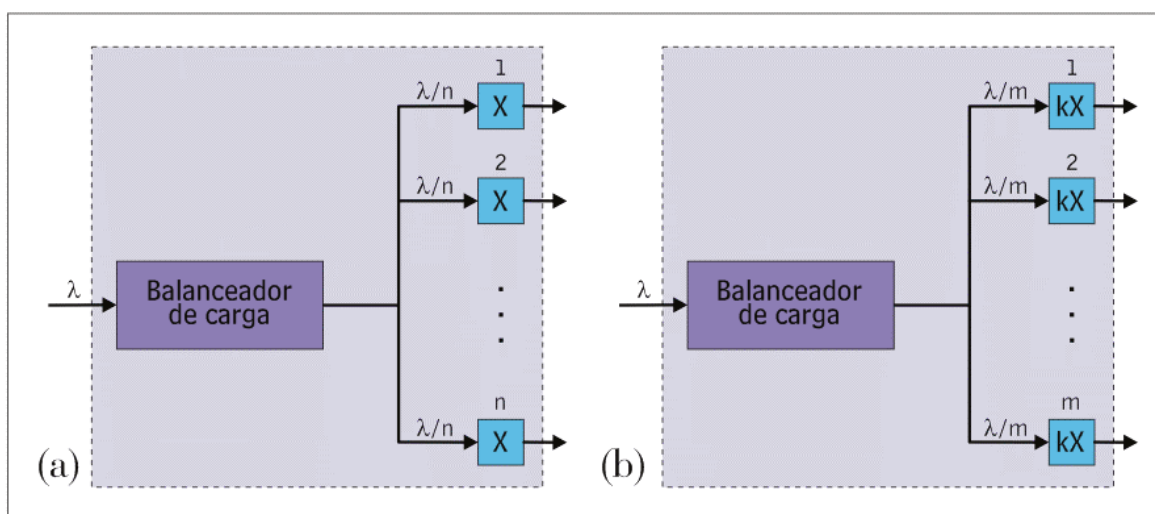 1
λ/n
X
2
λ/n
X
λ
Balanceador
de carga
n
λ/n
X
(a)
1
λ/m
kX
2
λ/m
kX
λ
Balanceador
de carga
m
λ/m
kX
(b)